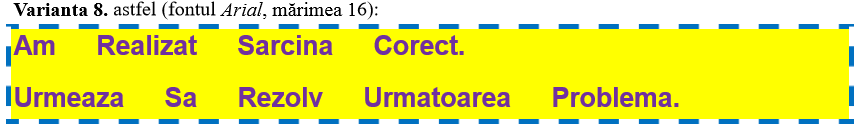 Varianta 8. astfel (fontul Arial, mărimea 16):
Am Realizat Sarcina Corect.
Urmeaza Sa Rezolv Urmatoarea Problema.